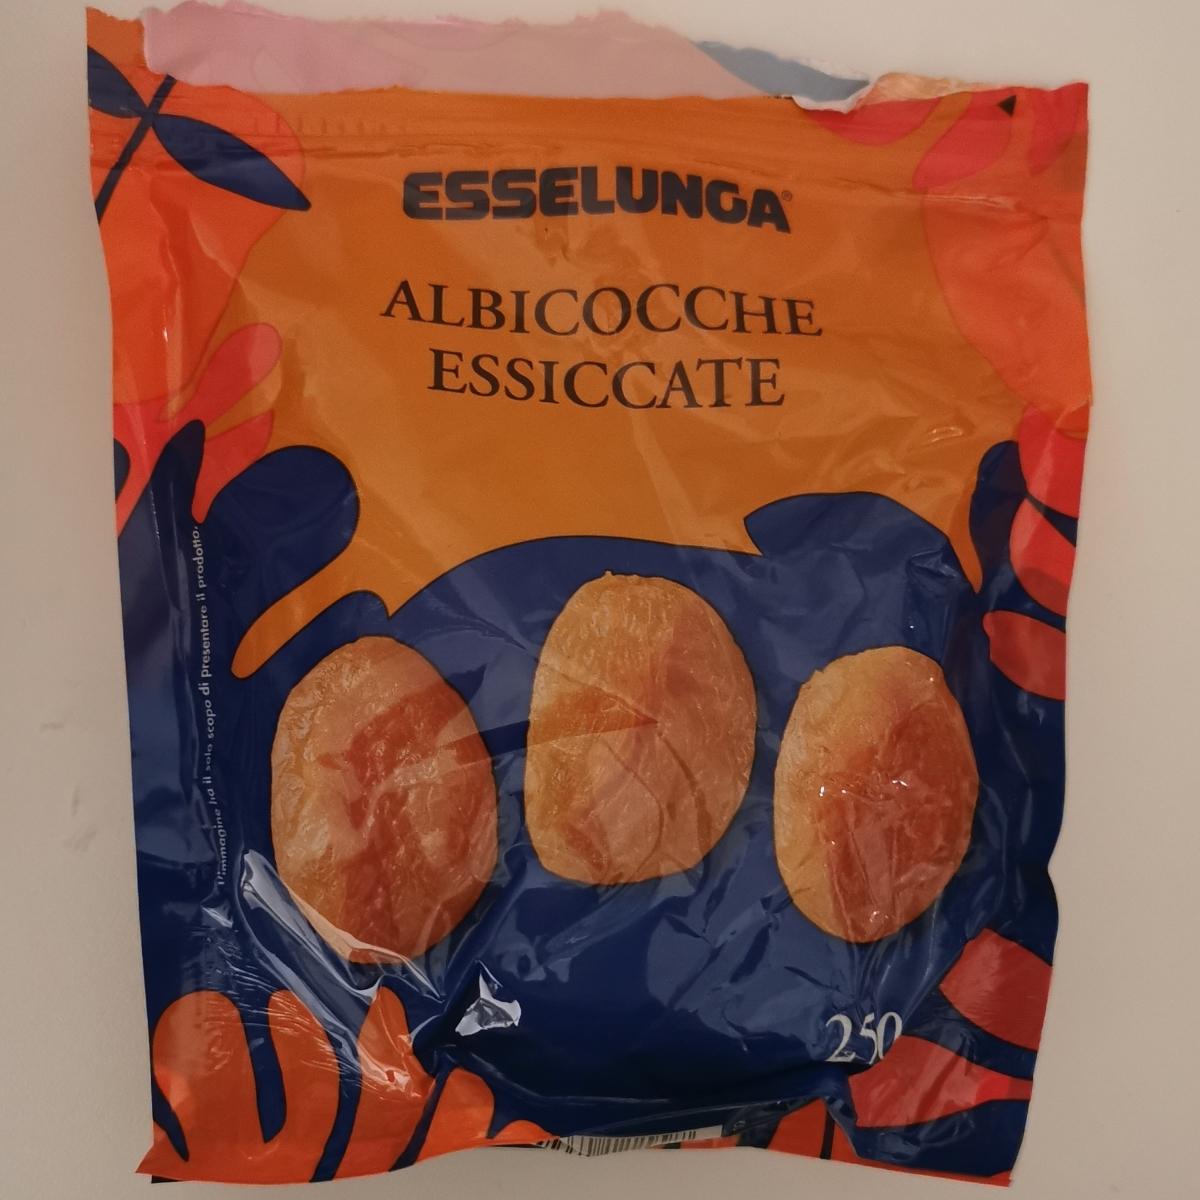 ESSELUNGA®
ALBICOCCHE
ESSICCATE
L'immagine ha il solo scopo di presentare il prodotto.
250